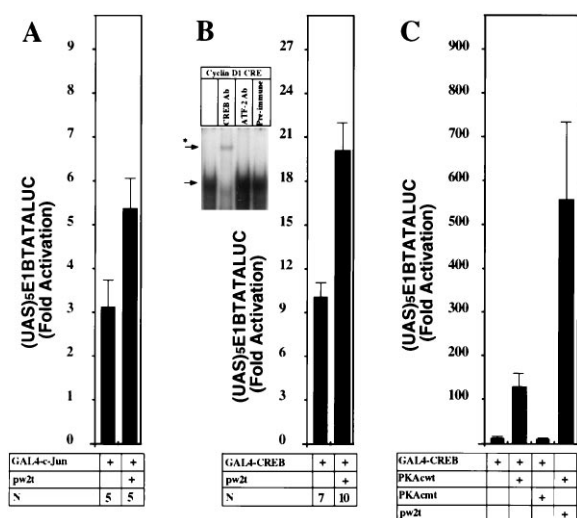 A
(UAS)5E1BTATALUC
(Fold Activation)
9
8
7
6
5
4
3
2
1
0
GAL4-c-Jun + +
pw2t +
N 5 5
B
(UAS)5E1BTATALUC
(Fold Activation)
27
24
21
18
15
12
9
6
3
0
Cyclin D1 CRE
CREB Ab
ATF-2 Ab
Pre-immune
*
GAL4-CREB + +
pw2t +
N 7 10
C
(UAS)5E1BTATALUC
(Fold Activation)
900
800
700
600
500
400
300
200
100
GAL4-CREB + + +
PKAcwt + +
PKAcmt +
pw2t +